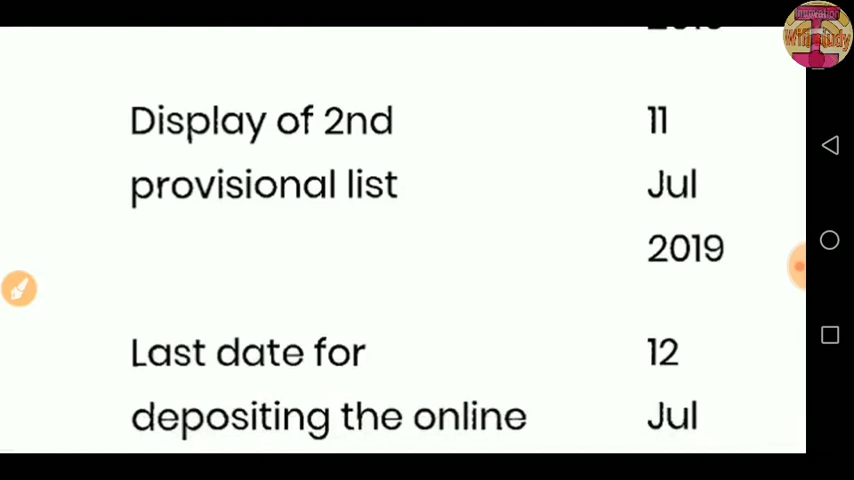 Display of 2nd 11
provisional list Jul
2019
Last date for 12
depositing the online Jul